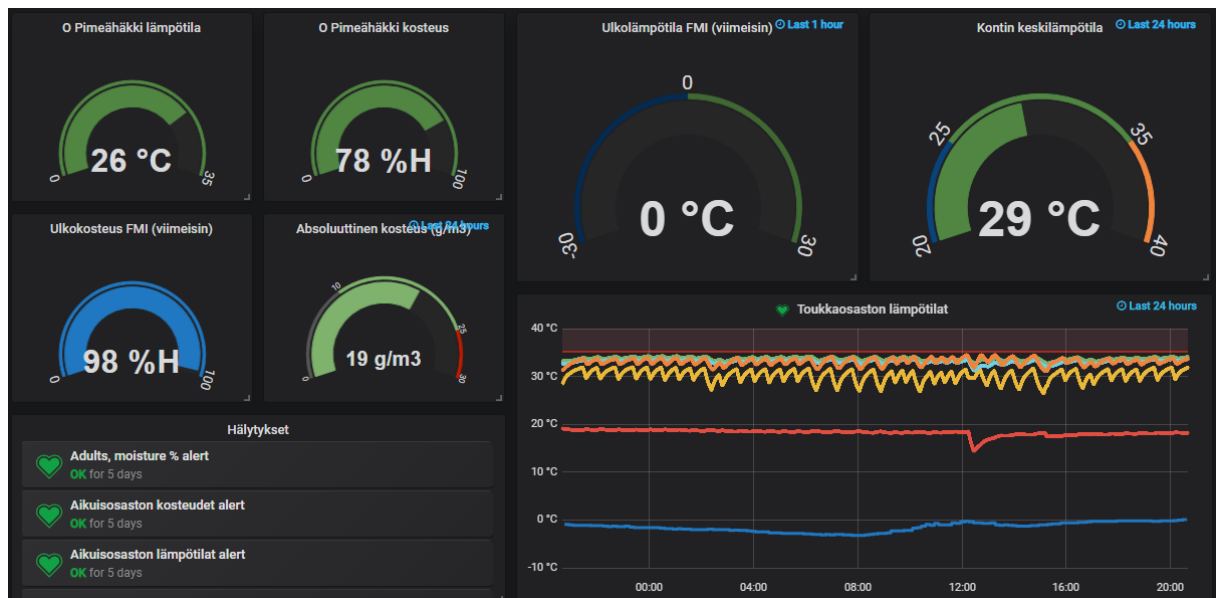 O Pimeähäkki lämpötila
26 °C
0
35
O Pimeähäkki kosteus
78 %H
0
100
Ulkolämpötila FMI (viimeisin)
Last 1 hour
0
-30
30
0 °C
Kontin keskilämpötila
Last 24 hours
20
25
35
40
29 °C
Ulkokosteus FMI (viimeisin)
98 %H
0
100
Absoluuttinen kosteus (g/m3)
Last 24 hours
0
10
25
30
19 g/m3
Toukkaosaston lämpötilat
Last 24 hours
40 °C
30 °C
20 °C
10 °C
0 °C
-10 °C
00:00
04:00
08:00
12:00
16:00
20:00
Hälytykset
Adults, moisture % alert
OK for 5 days
Aikuisosaston kosteudet alert
OK for 5 days
Aikuisosaston lämpötilat alert
OK for 5 days